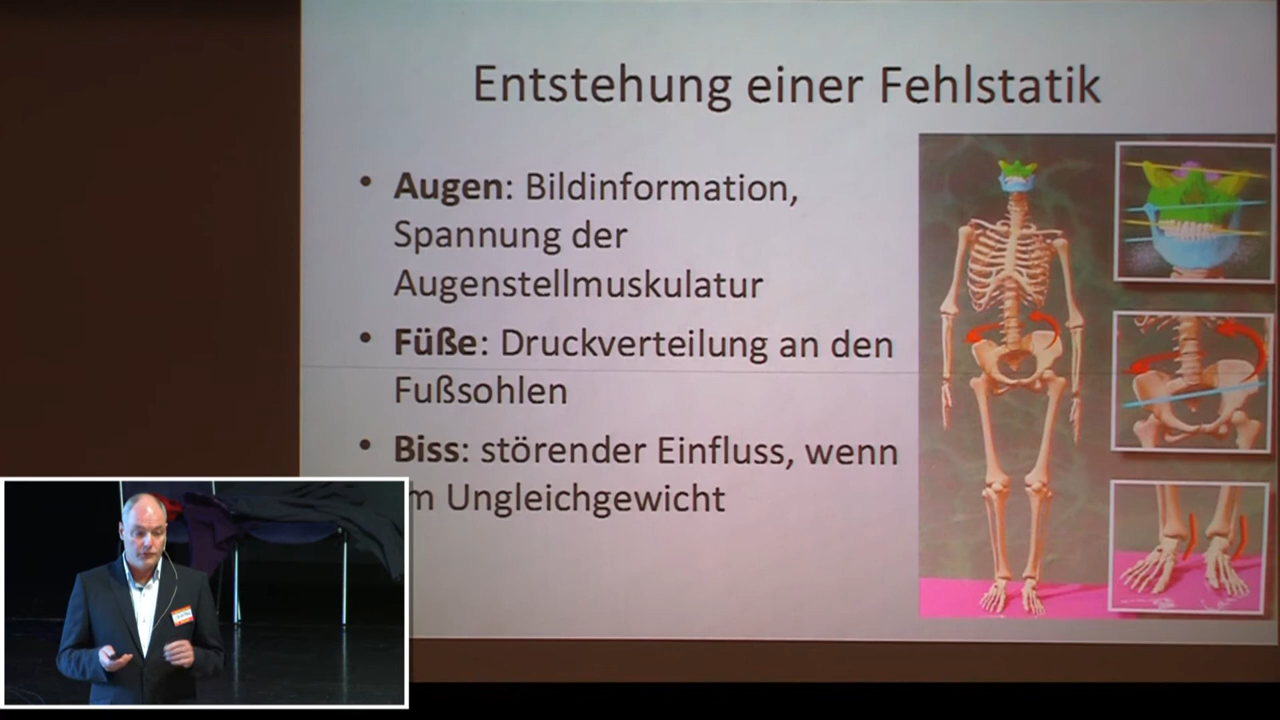 Entstehung einer Fehlstatik
• Augen: Bildinformation,
Spannung der
Augenstellmuskulatur
• Füße: Druckverteilung an den
Fußsohlen
• Biss: störender Einfluss, wenn
m Ungleichgewicht